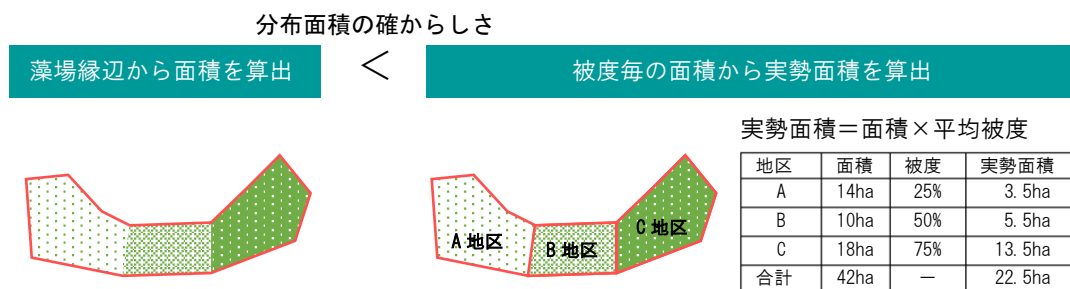 分布面積の確からしさ
藻場縁辺から面積を算出 < 被度毎の面積から実勢面積を算出
実勢面積=面積×平均被度
地区 面積 被度 実勢面積
A 14ha 25% 3.5ha
B 10ha 50% 5.5ha
C 18ha 75% 13.5ha
合計 42ha － 22.5ha
A 地区
B 地区
C 地区